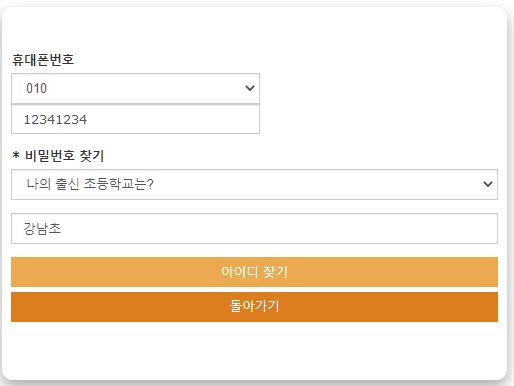 휴대폰번호
010
12341234
* 비밀번호 찾기
나의 출신 초등학교는?
강남초
아이디 찾기
돌아가기